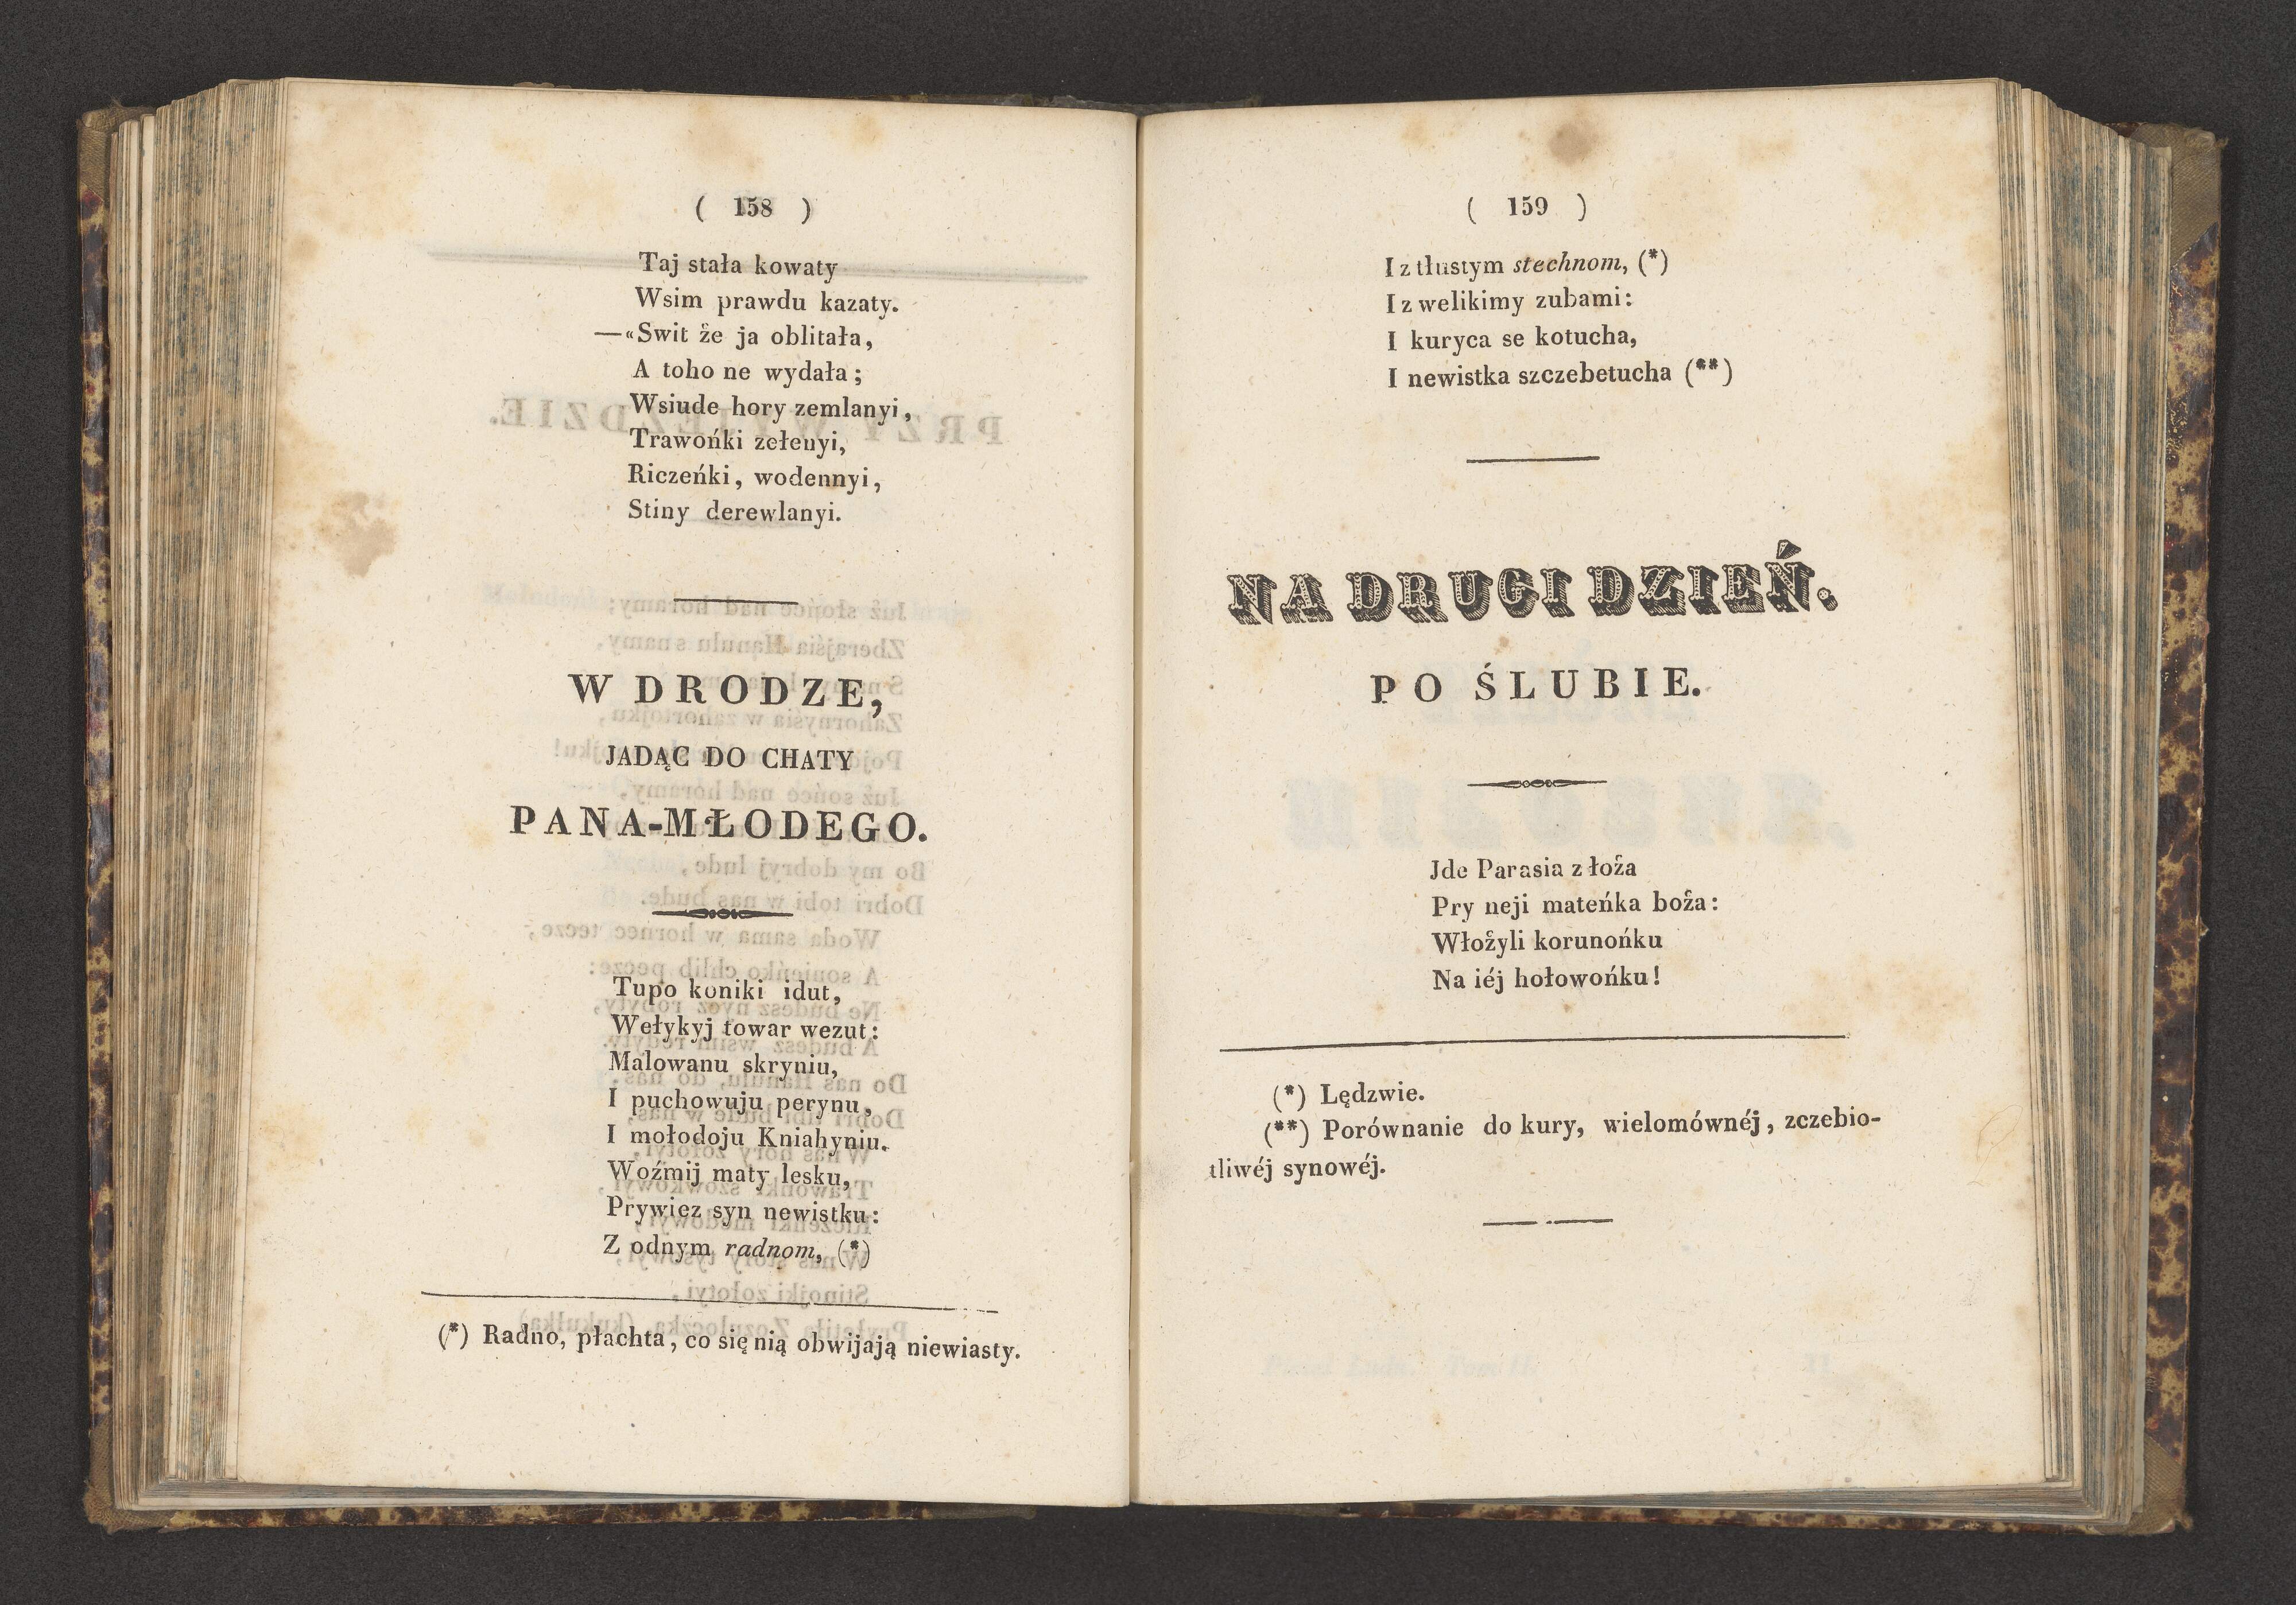 ( 158 )
Taj stała kowaty
Wsim prawdu kazaty.
—«Swit że ja oblitała,
A toho ne wydała;
Wsiude hory zemlanyi,
Trawońki zełenyi,
Riczeńki, wodennyi,
Stiny derewlanyi.
W DRODZE,
JADĄC DO CHATY
PANA-MŁODEGO.
Tupo koniki idut,
Wełykyj towar wezut:
Malowanu skryniu,
I puchowuju perynu,
I mołodoju Kniahyniu.
Woźmij maty lesku,
Prywiez syn newistku:
Z odnym radnom, (*)
(*) Radno, płachta, co się nią obwijają niewiasty.
( 159 )
I z tłustym stechnom, (*)
I z welikimy zubami:
I kuryca se kotucha,
I newistka szczebetucha (**)
NA DRUGI DZIEŃ.
PO ŚLUBIE.
Jde Parasia z łoża
Pry neji mateńka boża:
Włożyli korunońku
Na iéj hołowońku!
(*) Lędzwie.
(**) Porównanie do kury, wielomównéj, zczebio-
tliwéj synowéj.